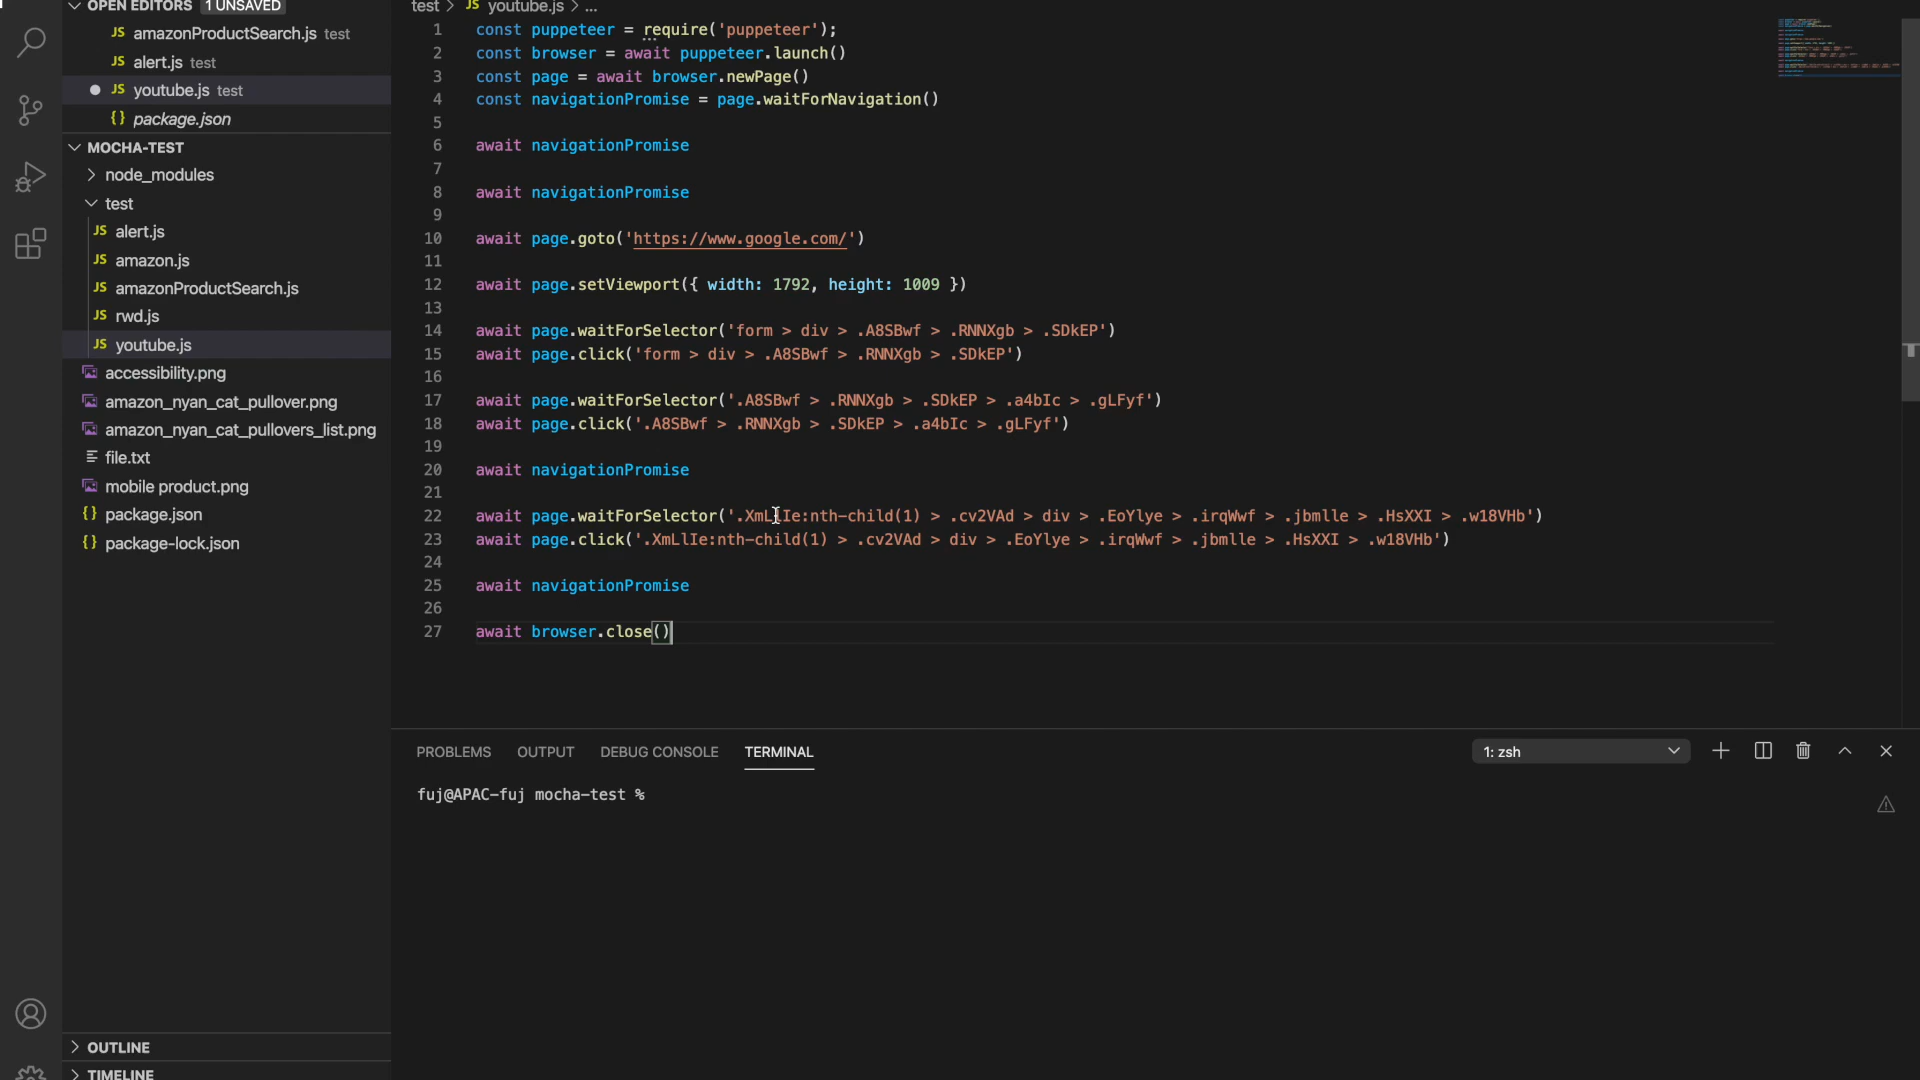 OPEN EDITORS 1 UNSAVED
JS amazonProductSearch.js test
JS alert.js test
JS youtube.js test
{} package.json
MOCHA-TEST
node_modules
test
JS alert.js
JS amazon.js
JS amazonProductSearch.js
JS rwd.js
JS youtube.js
accessibility.png
amazon_nyan_cat_pullover.png
amazon_nyan_cat_pullovers_list.png
file.txt
mobile product.png
{} package.json
{} package-lock.json
OUTLINE
TIMELINE
test > JS youtube.js > ...
1 const puppeteer = require('puppeteer');
2 const browser = await puppeteer.launch()
3 const page = await browser.newPage()
4 const navigationPromise = page.waitForNavigation()
5
6 await navigationPromise
7
8 await navigationPromise
9
10 await page.goto('https://www.google.com/')
11
12 await page.setViewport({ width: 1792, height: 1009 })
13
14 await page.waitForSelector('form > div > .A8SBwf > .RNNXgb > .SDkEP')
15 await page.click('form > div > .A8SBwf > .RNNXgb > .SDkEP')
16
17 await page.waitForSelector('.A8SBwf > .RNNXgb > .SDkEP > .a4bIc > .gLFyf')
18 await page.click('.A8SBwf > .RNNXgb > .SDkEP > .a4bIc > .gLFyf')
19
20 await navigationPromise
21
22 await page.waitForSelector('.XmLlIe:nth-child(1) > .cv2VAd > div > .EoYlye > .irqWwf > .jbmlle > .HsXXI > .w18VHb')
23 await page.click('.XmLlIe:nth-child(1) > .cv2VAd > div > .EoYlye > .irqWwf > .jbmlle > .HsXXI > .w18VHb')
24
25 await navigationPromise
26
27 await browser.close()
PROBLEMS OUTPUT DEBUG CONSOLE TERMINAL 1: zsh
fuj@APAC-fuj mocha-test %